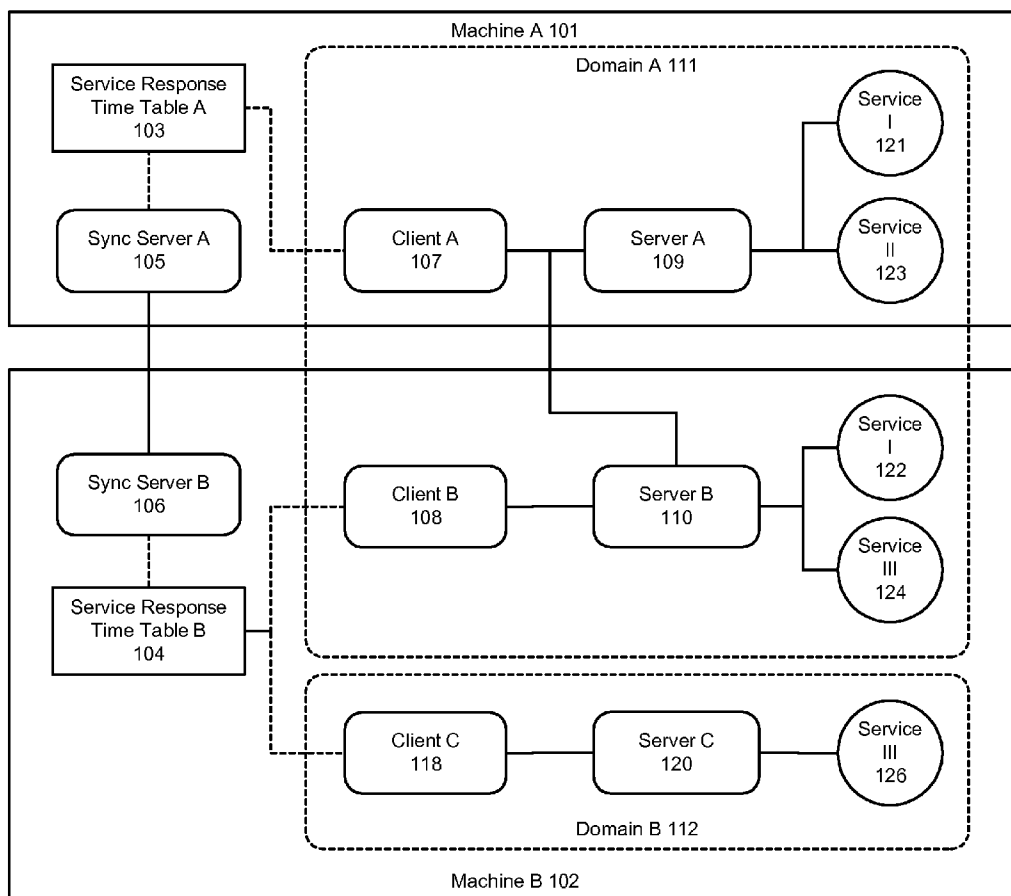 Machine A 101
Domain A 111
Service Response
Time Table A
103
Service
I
121
Sync Server A
105
Client A
107
Server A
109
Service
II
123
Sync Server B
106
Client B
108
Server B
110
Service
I
122
Service
III
124
Service Response
Time Table B
104
Client C
118
Server C
120
Service
III
126
Domain B 112
Machine B 102